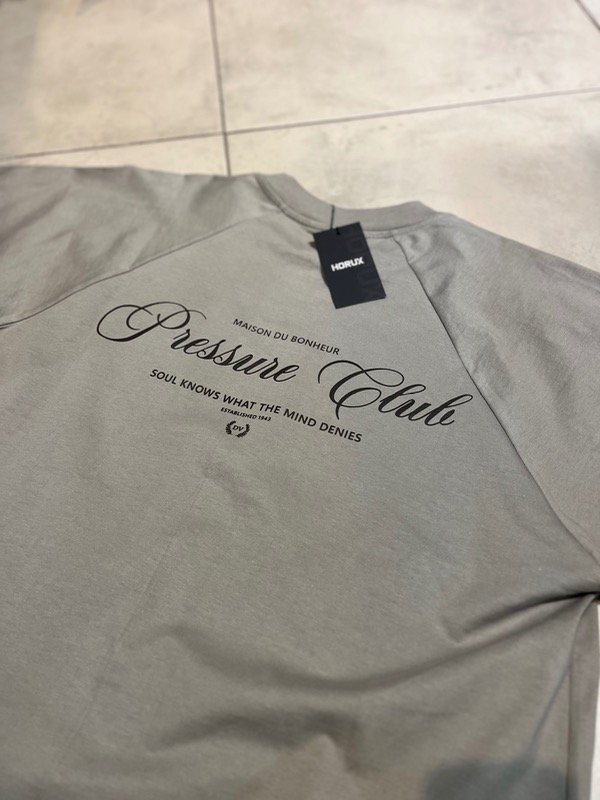 HORUX
MAISON DU BONHEUR
Pressure Club
SOUL KNOWS WHAT THE MIND DENIES
ESTABLISHED 1943
DV